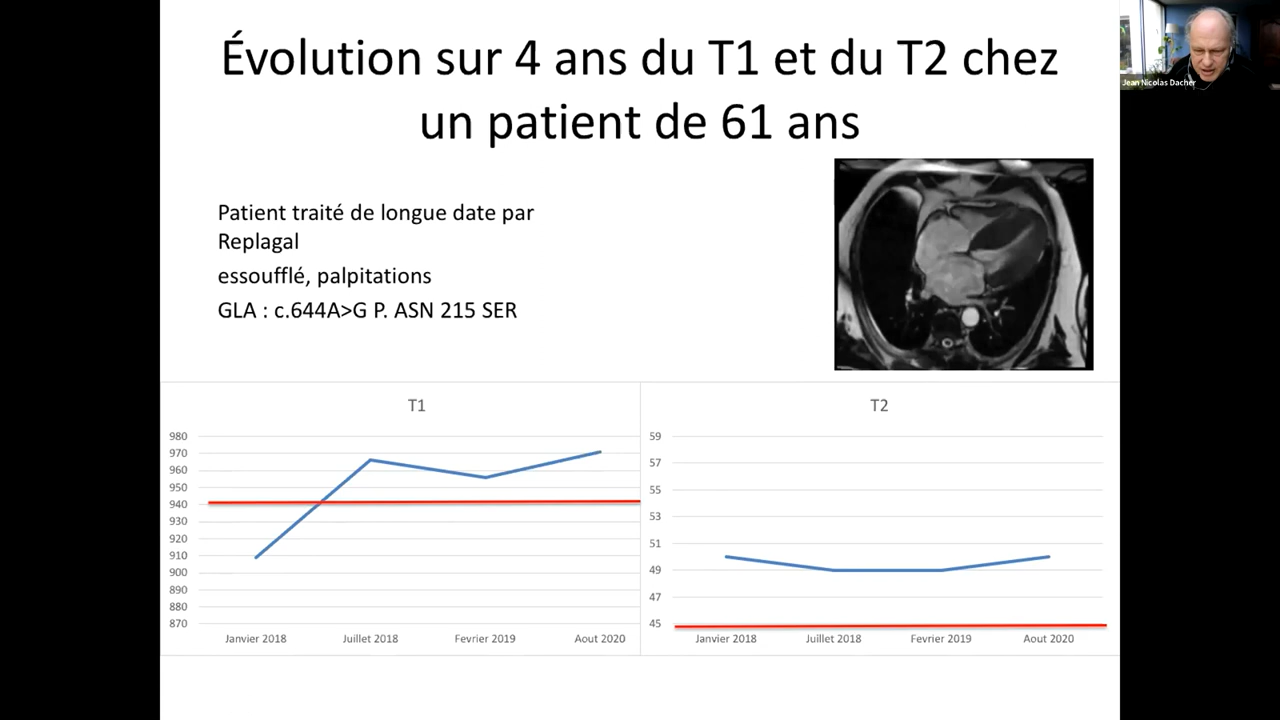 Évolution sur 4 ans du T1 et du T2 chez
un patient de 61 ans
Jean Nicolas Dacher
Patient traité de longue date par
Replagal
essoufflé, palpitations
GLA : c.644A>G P. ASN 215 SER
T1
980
970
960
950
940
930
920
910
900
890
880
870
Janvier 2018 Juillet 2018 Fevrier 2019 Aout 2020
T2
59
57
55
53
51
49
47
45
Janvier 2018 Juillet 2018 Fevrier 2019 Aout 2020